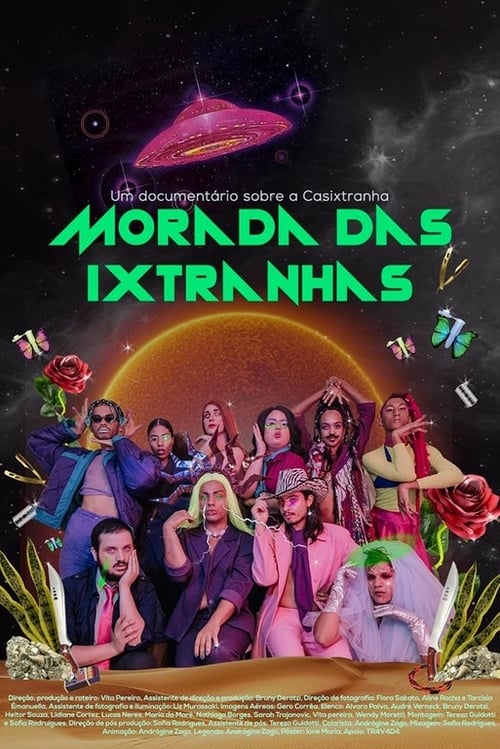 Um documentário sobre a Casixtranha
MORADA DAS
IXTRANHAS
Direção, produção e roteiro: Vita Pereira, Assistente de direção e produção: Bruny Derotzi, Direção de fotografia: Flora Sakata, Aline Rocha e Tarcísio
Emanuella, Assistente de fotografia e iluminação: Liz Murassaki. Imagens Aéreas: Gera Corrêa, Elenco: Alvaro Paiva, Audre Verneck, Bruny Derotzi,
Heitor Souza, Lidiane Cortez, Lucas Neres, Maria da Maré, Nathiaga Borges, Sarah Trajanovic, Vita pereira, Wendy Moretti, Montagem: Tereza Guidotti
e Sofia Rodrigues, Direção de pós produção: Sofia Rodrigues, Assistente de pós: Tereza Guidotti, Colorista: Andrógine Zago, Mixagem: Sofia Rodrigues,
Animação: Andrógine Zago, Legenda: Andrógine Zago, Pôster: Ione Maria, Apoio: TR4V4D4